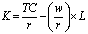 K = TC/r − (w/r) × L